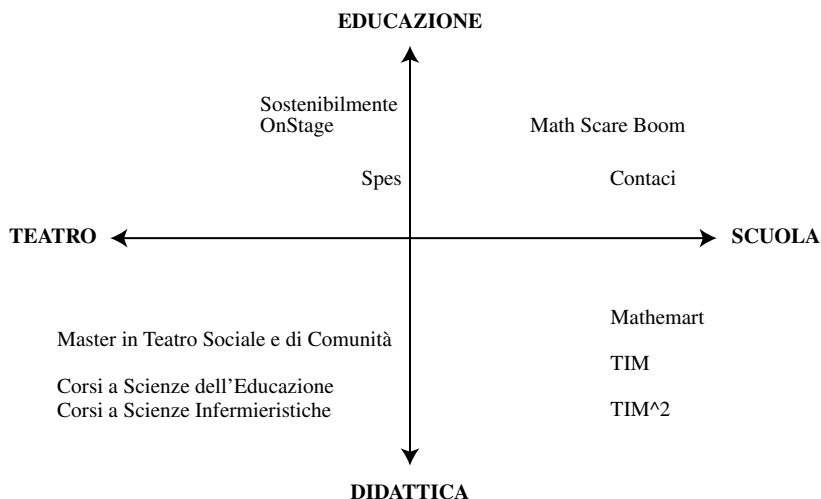 EDUCAZIONE
Sostenibilmente
OnStage
Math Scare Boom
Spes
Contaci
TEATRO
SCUOLA
Mathemart
Master in Teatro Sociale e di Comunità
TIM
Corsi a Scienze dell'Educazione
Corsi a Scienze Infermieristiche
TIM^2
DIDATTICA